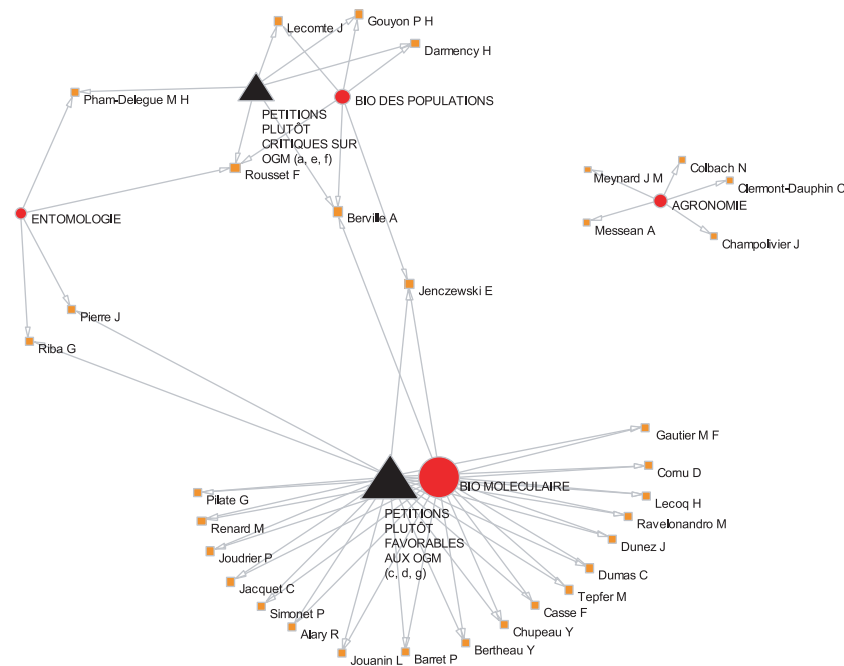 Lecomte J
Gouyon P H
Darmency H
Pham-Delegue M H
BIO DES POPULATIONS
PETITIONS
PLUTÔT
CRITIQUES SUR
OGM (a, e, f)
Rousset F
Colbach N
Meynard J M
Clermont-Dauphin C
AGRONOMIE
Messean A
Champolivier J
ENTOMOLOGIE
Berville A
Jenczewski E
Pierre J
Riba G
Gautier M F
Cornu D
BIO MOLECULAIRE
Pilate G
Lecoq H
PETITIONS
PLUTÔT
FAVORABLES
AUX OGM
(c, d, g)
Ravelonandro M
Renard M
Dunez J
Joudrier P
Dumas C
Jacquet C
Tepfer M
Simonet P
Casse F
Alary R
Chupeau Y
Bertheau Y
Jouanin L
Barret P